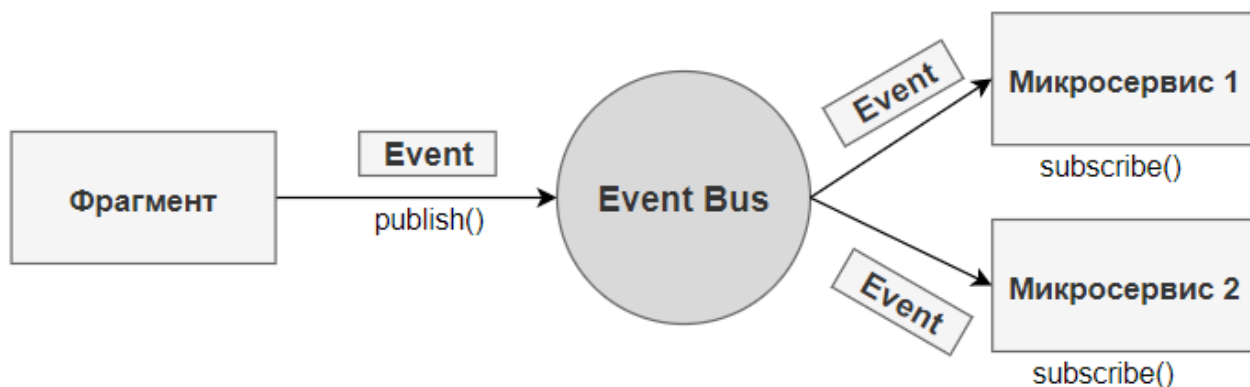 Фрагмент
Event
publish()
Event Bus
Event
Микросервис 1
subscribe()
Event
Микросервис 2
subscribe()